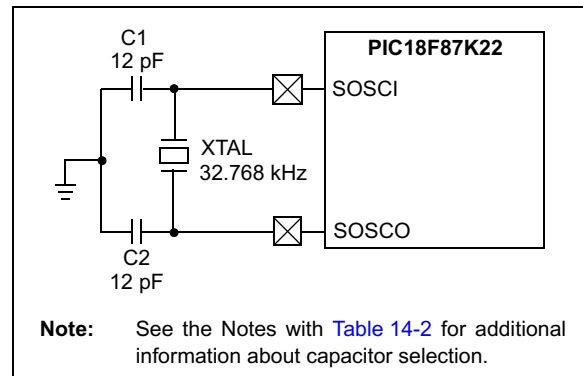 C1
12 pF
PIC18F87K22
SOSCI
XTAL
32.768 kHz
SOSCO
C2
12 pF
Note: See the Notes with Table 14-2 for additional
information about capacitor selection.